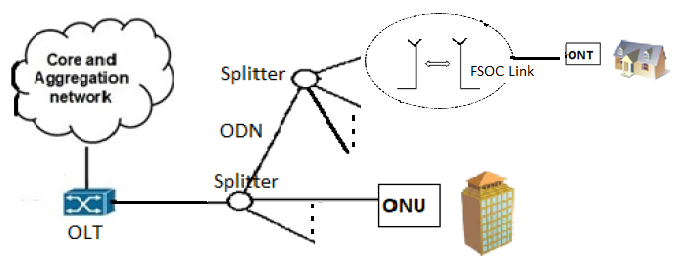 Core and
Aggregation
network
Splitter
FSOC Link
ONT
ODN
Splitter
ONU
OLT